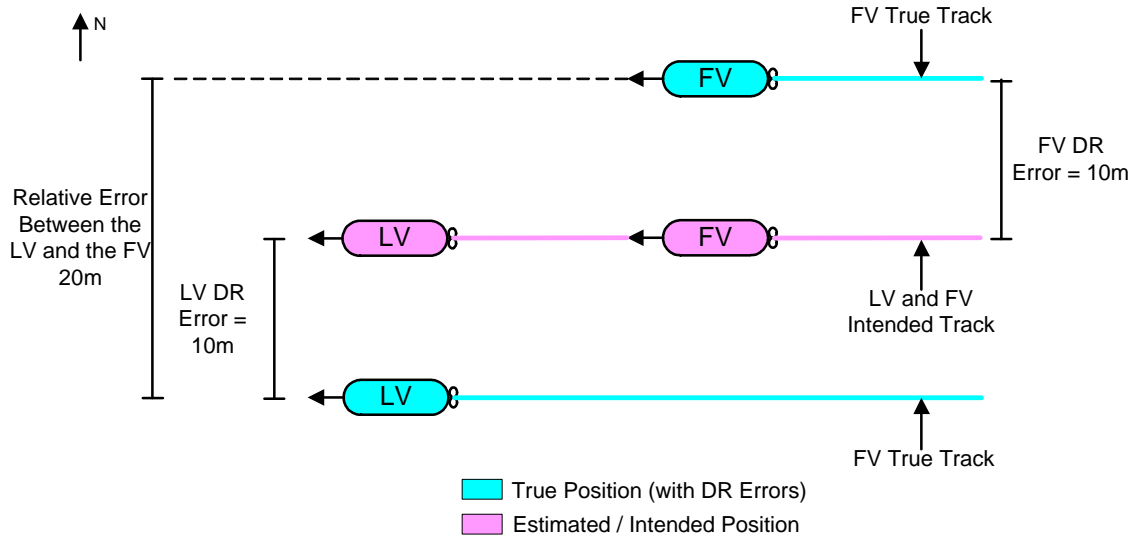 N
FV True Track
FV
FV DR
Error = 10m
Relative Error
Between the
LV and the FV
20m
LV
FV
LV DR
Error =
10m
LV and FV
Intended Track
LV
FV True Track
True Position (with DR Errors)
Estimated / Intended Position